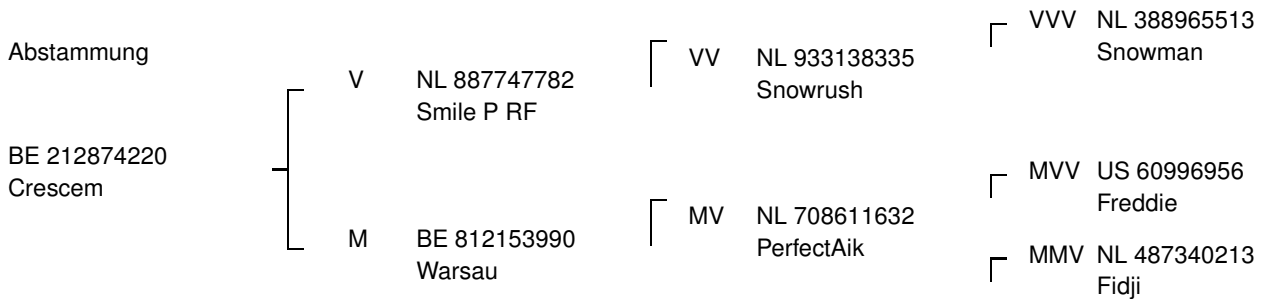 Abstammung
BE 212874220
Crescem
V NL 887747782
Smile P RF
M BE 812153990
Warsau
VV NL 933138335
Snowrush
MV NL 708611632
PerfectAik
VVV NL 388965513
Snowman
MVV US 60996956
Freddie
MMV NL 487340213
Fidji